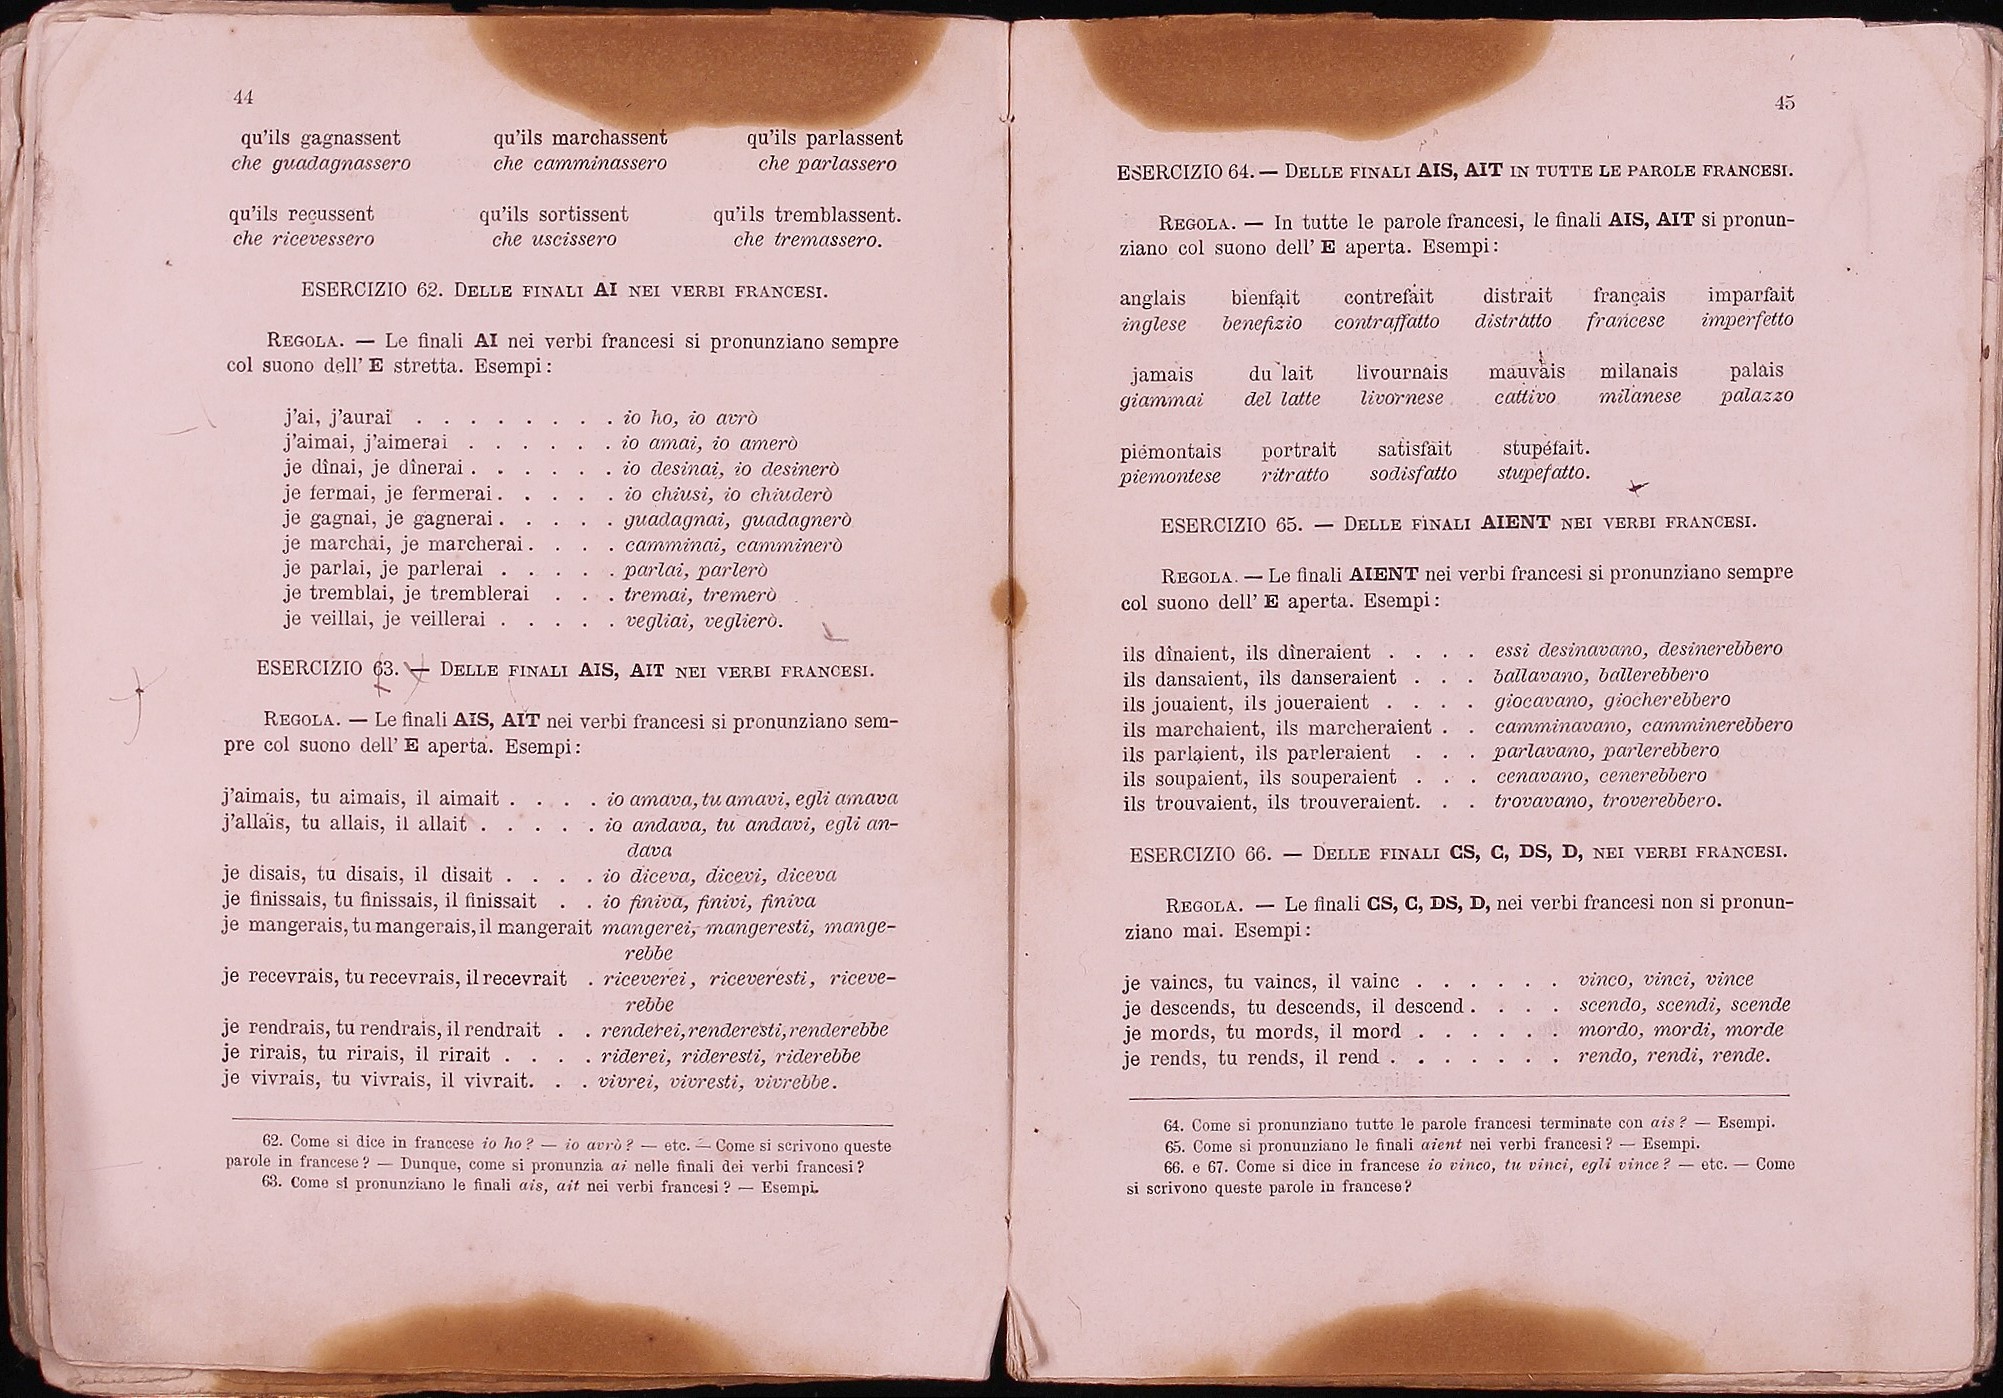 44
qu'ils gagnassent qu'ils marchassent qu'ils parlassent
che guadagnassero che camminassero che parlassero
qu'ils reçussent qu'ils sortissent qu'ils tremblassent.
che ricevessero che uscissero che tremassero.
ESERCIZIO 62. DELLE FINALI AI NEI VERBI FRANCESI.
REGOLA. — Le finali AI nei verbi francesi si pronunziano sempre
col suono dell' E stretta. Esempi:
j'ai, j'aurai . . . . . . . . io ho, io avrò
j'aimai, j'aimerai . . . . . . io amai, io amerò
je dînai, je dînerai . . . . . . io desinai, io desinerò
je fermai, je fermerai . . . . . io chiusi, io chiuderò
je gagnai, je gagnerai . . . . . guadagnai, guadagnerò
je marchai, je marcherai . . . . camminai, camminerò
je parlai, je parlerai . . . . . parlai, parlerò
je tremblai, je tremblerai . . . tremai, tremerò
je veillai, je veillerai . . . . . vegliai, veglierò.
ESERCIZIO 63. — DELLE FINALI AIS, AIT NEI VERBI FRANCESI.
REGOLA. — Le finali AIS, AIT nei verbi francesi si pronunziano sem-
pre col suono dell' E aperta. Esempi:
j'aimais, tu aimais, il aimait . . . . io amava, tu amavi, egli amava
j'allais, tu allais, il allait . . . . . io andava, tu andavi, egli an-
dava
je disais, tu disais, il disait . . . . io diceva, dicevi, diceva
je finissais, tu finissais, il finissait . . io finiva, finivi, finiva
je mangerais, tu mangerais, il mangerait mangerei, mangeresti, mange-
rebbe
je recevrais, tu recevrais, il recevrait . riceverei, riceveresti, riceve-
rebbe
je rendrais, tu rendrais, il rendrait . . renderei, renderesti, renderebbe
je rirais, tu rirais, il rirait . . . . riderei, rideresti, riderebbe
je vivrais, tu vivrais, il vivrait. . . vivrei, vivresti, vivrebbe.
62. Come si dice in francese io ho? — io avrò? — etc. — Come si scrivono queste
parole in francese? — Dunque, come si pronunzia ai nelle finali dei verbi francesi?
63. Come si pronunziano le finali ais, ait nei verbi francesi? — Esempi.
45
ESERCIZIO 64. — DELLE FINALI AIS, AIT IN TUTTE LE PAROLE FRANCESI.
REGOLA. — In tutte le parole francesi, le finali AIS, AIT si pronun-
ziano col suono dell' E aperta. Esempi:
anglais bienfait contrefait distrait français imparfait
inglese benefizio contraffatto distratto francese imperfetto
jamais du lait livournais mauvais milanais palais
giammai del latte livornese cattivo milanese palazzo
piémontais portrait satisfait stupéfait.
piemontese ritratto sodisfatto stupefatto.
ESERCIZIO 65. — DELLE FINALI AIENT NEI VERBI FRANCESI.
REGOLA. — Le finali AIENT nei verbi francesi si pronunziano sempre
col suono dell' E aperta. Esempi:
ils dînaient, ils dîneraient . . . . essi desinavano, desinerebbero
ils dansaient, ils danseraient . . . ballavano, ballerebbero
ils jouaient, ils joueraient . . . . giocavano, giocherebbero
ils marchaient, ils marcheraient . . camminavano, camminerebbero
ils parlaient, ils parleraient . . . parlavano, parlerebbero
ils soupaient, ils souperaient . . . cenavano, cenerebbero
ils trouvaient, ils trouveraient. . . trovavano, troverebbero.
ESERCIZIO 66. — DELLE FINALI CS, C, DS, D, NEI VERBI FRANCESI.
REGOLA. — Le finali CS, C, DS, D, nei verbi francesi non si pronun-
ziano mai. Esempi:
je vaincs, tu vaincs, il vainc . . . . . . vinco, vinci, vince
je descends, tu descends, il descend . . . . scendo, scendi, scende
je mords, tu mords, il mord . . . . . . mordo, mordi, morde
je rends, tu rends, il rend . . . . . . . rendo, rendi, rende.
64. Come si pronunziano tutte le parole francesi terminate con ais? — Esempi.
65. Come si pronunziano le finali aient nei verbi francesi? — Esempi.
66. e 67. Come si dice in francese io vinco, tu vinci, egli vince? — etc. — Come
si scrivono queste parole in francese?